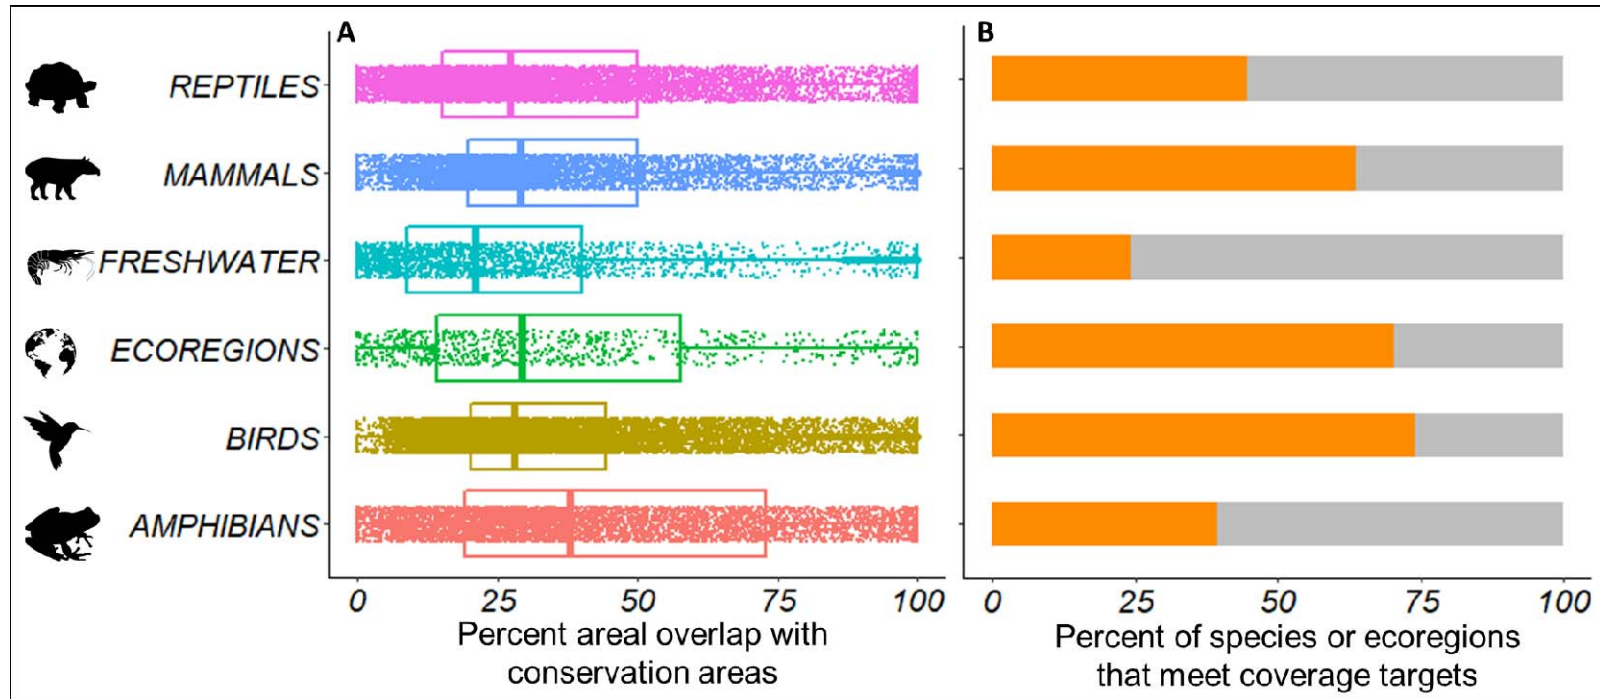 A
B
REPTILES
MAMMALS
FRESHWATER
ECOREGIONS
BIRDS
AMPHIBIANS
0 25 50 75 100
0 25 50 75 100
Percent areal overlap with
conservation areas
Percent of species or ecoregions
that meet coverage targets